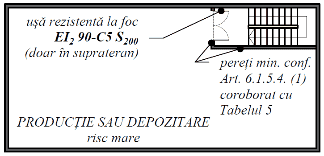 ușă rezistentă la foc
EI2 90-C5 S200
(doar în suprateran)
pereți min. conf.
Art. 6.1.5.4. (1)
coroborat cu
Tabelul 5
PRODUCȚIE SAU DEPOZITARE
risc mare